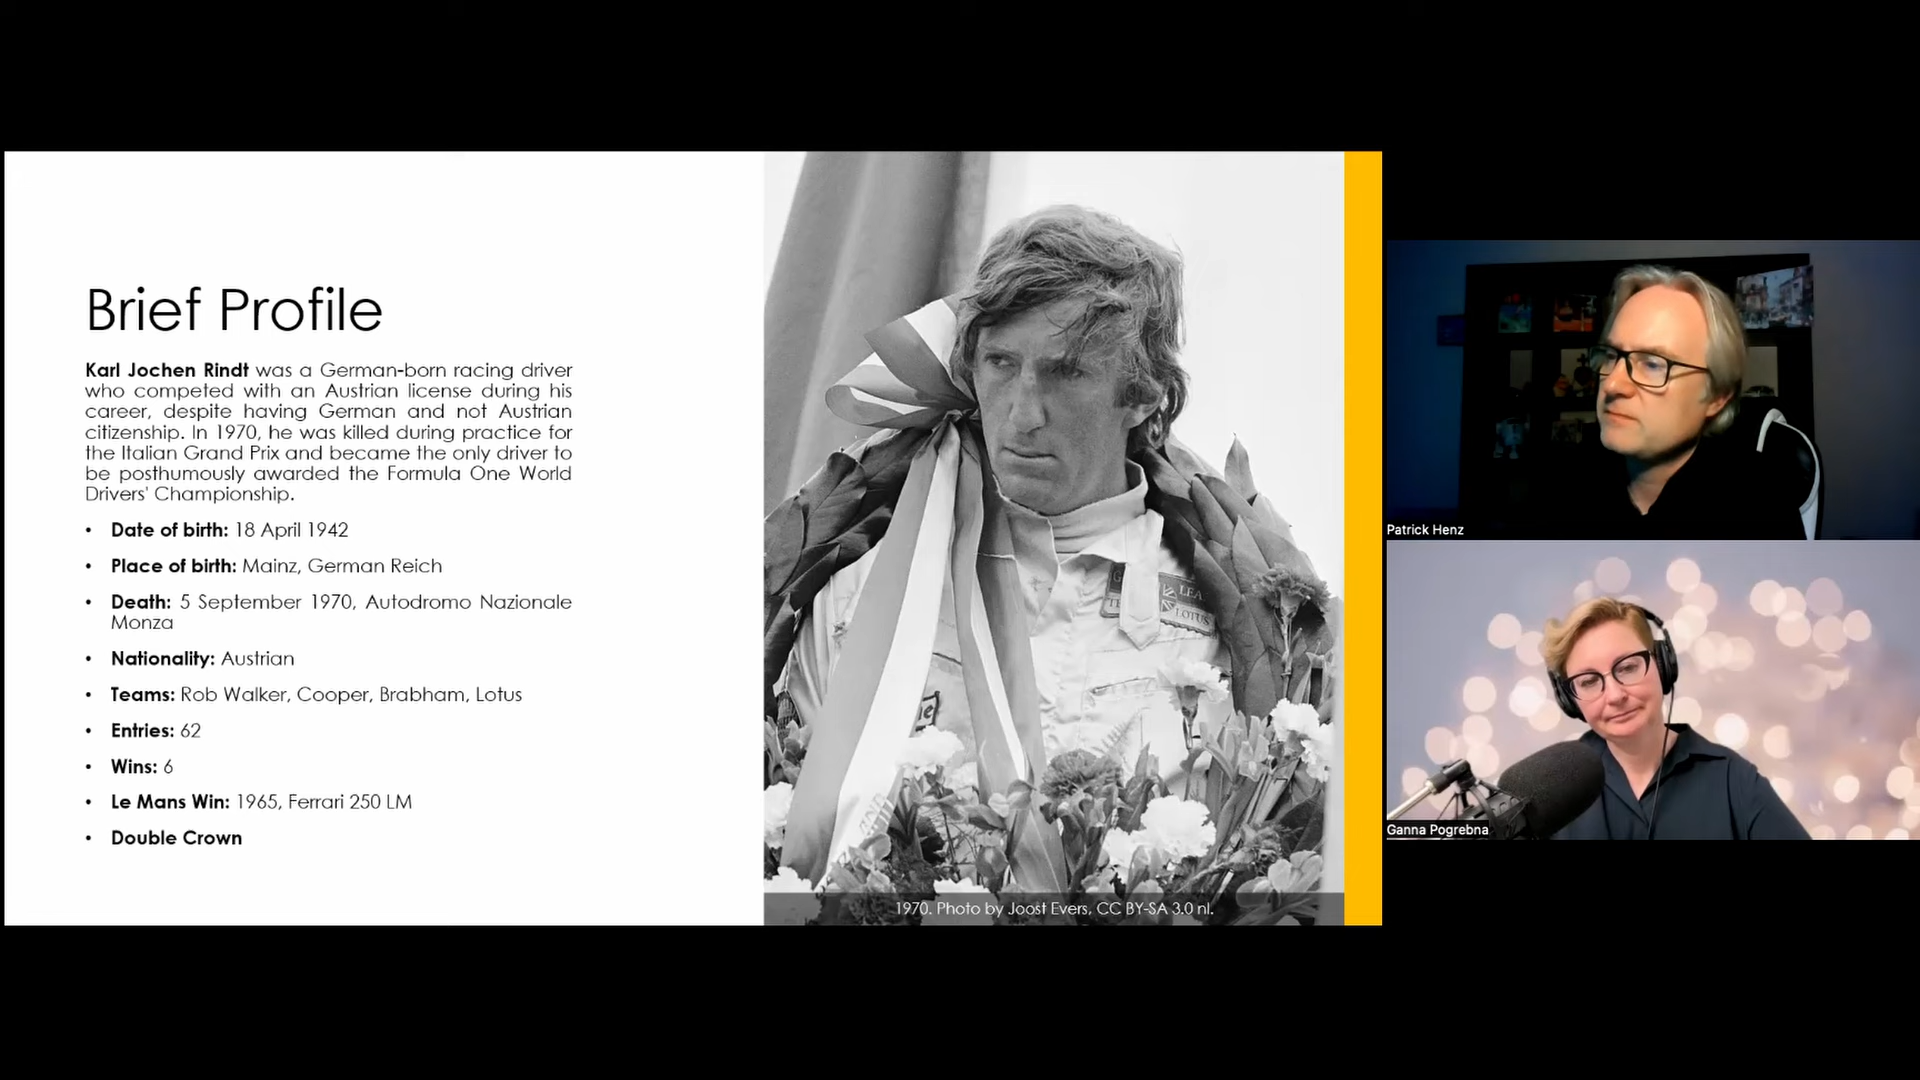 Brief Profile
Karl Jochen Rindt was a German-born racing driver
who competed with an Austrian license during his
career, despite having German and not Austrian
citizenship. In 1970, he was killed during practice for
the Italian Grand Prix and became the only driver to
be posthumously awarded the Formula One World
Drivers' Championship.
• Date of birth: 18 April 1942
• Place of birth: Mainz, German Reich
• Death: 5 September 1970, Autodromo Nazionale
Monza
• Nationality: Austrian
• Teams: Rob Walker, Cooper, Brabham, Lotus
• Entries: 62
• Wins: 6
• Le Mans Win: 1965, Ferrari 250 LM
• Double Crown
LOTUS
1970. Photo by Joost Evers, CC BY-SA 3.0 nl.
Patrick Henz
Ganna Pogrebna